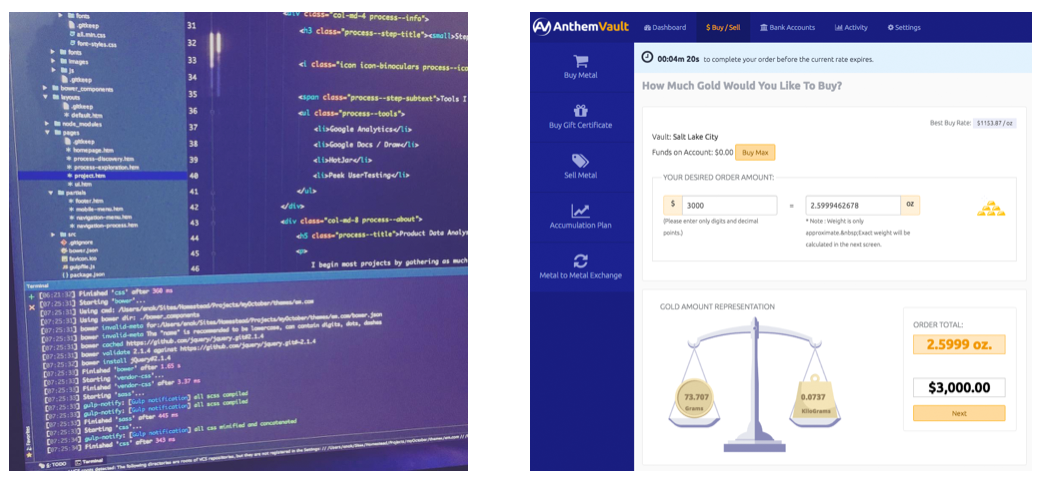 fonts
.gitkeep
all.min.css
font-styles.css
fonts
images
js
.gitkeep
bower_components
layouts
.gitkeep
default.htm
node_modules
pages
.gitkeep
homepage.htm
process-discovery.htm
process-exploration.htm
project.htm
ui.htm
partials
footer.htm
mobile-menu.htm
navigation-menu.htm
navigation-process.htm
src
.gitignore
bower.json
favicon.ico
gulpfile.js
package.json
<div class="col-md-4 process--info">
31 <h3 class="process--step-title"><small>Step
32
33 <i class="icon icon-binoculars process--ico
34
35 <span class="process--step-subtext">Tools I
36 <ul class="process--tools">
37 <li>Google Analytics</li>
38 <li>Google Docs / Draw</li>
39 <li>HotJar</li>
40 <li>Peek UserTesting</li>
41 </ul>
42 </div>
43 <div class="col-md-8 process--about">
44 <h5 class="process--title">Product Data Analys
45 <p>
46 I begin most projects by gathering as much
Terminal
[06:21:32] Finished 'css' after 368 ms
[07:25:31] Starting 'bower'...
[07:25:31] Using cwd: /Users/anok/Sites/Homestead/Projects/myOctober/themes/em.com
[07:25:31] Using bower dir: ./bower_components
[07:25:31] bower invalid-meta for:/Users/anok/Sites/Homestead/Projects/myOctober/themes/em.com/bower.json
[07:25:31] bower invalid-meta The "name" is recommended to be lowercase, can contain digits, dots, dashes
[07:25:31] bower cached https://github.com/jquery/jquery.git#2.1.4
[07:25:32] bower validate 2.1.4 against https://github.com/jquery/jquery.git#~2.1.4
[07:25:33] bower install jQuery#2.1.4
[07:25:33] Finished 'bower' after 1.65 s
[07:25:33] Starting 'vendor-css'...
[07:25:33] Finished 'vendor-css' after 3.37 ms
[07:25:33] Starting 'sass'...
[07:25:33] gulp-notify: [Gulp notification] all scss compiled
[07:25:33] gulp-notify: [Gulp notification] all scss compiled
[07:25:33] Finished 'sass' after 445 ms
[07:25:33] Starting 'css'...
[07:25:34] gulp-notify: [Gulp notification] all css minified and concatenated
[07:25:34] Finished 'css' after 343 ms
2: Favorites
6: TODO
Terminal
AnthemVault
Dashboard
$ Buy / Sell
Bank Accounts
Activity
Settings
Buy Metal
Buy Gift Certificate
Sell Metal
Accumulation Plan
Metal to Metal Exchange
00:04m 20s to complete your order before the current rate expires.
How Much Gold Would You Like To Buy?
Best Buy Rate: $1153.87 / oz
Vault: Salt Lake City
Funds on Account: $0.00 Buy Max
YOUR DESIRED ORDER AMOUNT:
$ 3000 = 2.5999462678 oz
(Please enter only digits and decimal
points.)
* Note : Weight is only
approximate.&nbsp;Exact weight will be
calculated in the next screen.
GOLD AMOUNT REPRESENTATION
73.707
Grams
0.0737
KiloGrams
ORDER TOTAL:
2.5999 oz.
$3,000.00
Next